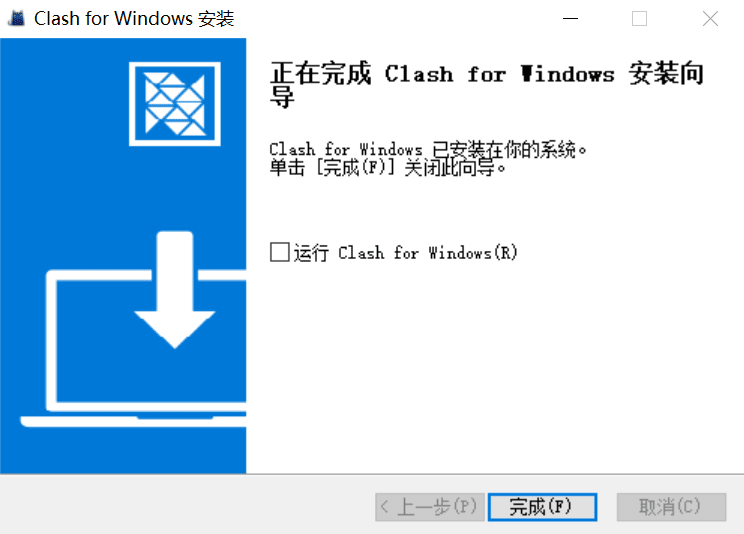 Clash for Windows 安装
正在完成 Clash for Windows 安装向
导
Clash for Windows 已安装在你的系统。
单击 [完成(F)] 关闭此向导。
运行 Clash for Windows(R)
< 上一步(P)
完成(F)
取消(C)